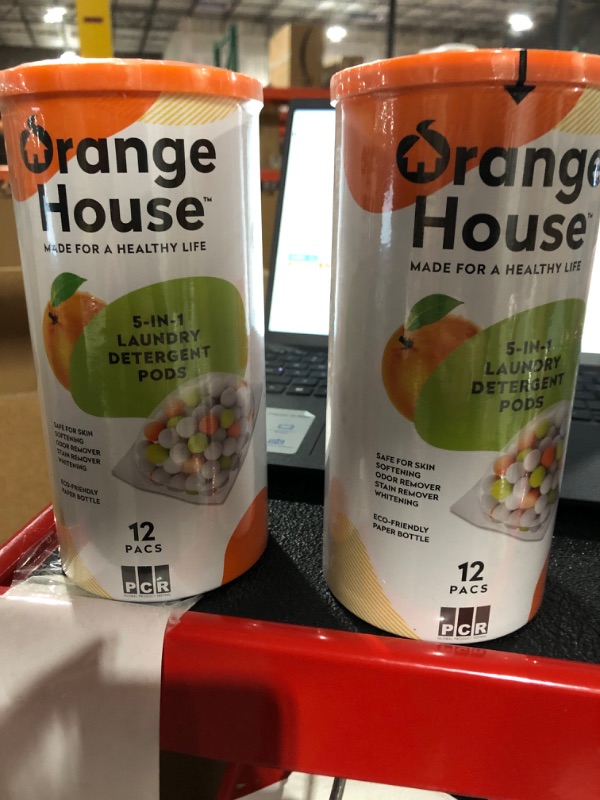 Orange
House™
MADE FOR A HEALTHY LIFE
5-IN-1
LAUNDRY
DETERGENT
PODS
SAFE FOR SKIN
SOFTENING
ODOR REMOVER
STAIN REMOVER
WHITENING
ECO-FRIENDLY
PAPER BOTTLE
12
PACS
PCR
Orange
House™
MADE FOR A HEALTHY LIFE
5-IN-1
LAUNDRY
DETERGENT
PODS
SAFE FOR SKIN
SOFTENING
ODOR REMOVER
STAIN REMOVER
WHITENING
ECO-FRIENDLY
PAPER BOTTLE
12
PACS
PCR